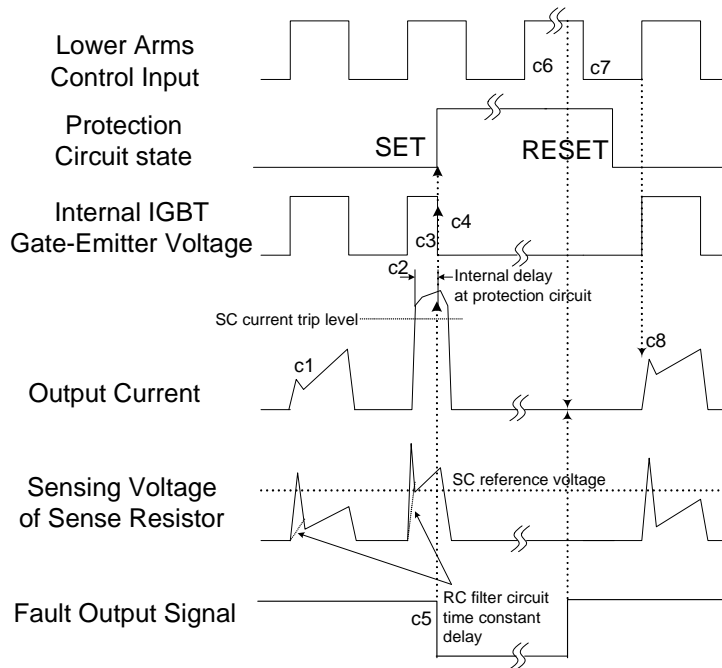 Lower Arms
Control Input
c6
c7
Protection
Circuit state
SET
RESET
Internal IGBT
Gate-Emitter Voltage
c4
c3
c2
Internal delay
at protection circuit
SC current trip level
c1
c8
Output Current
Sensing Voltage
of Sense Resistor
SC reference voltage
Fault Output Signal
c5
RC filter circuit
time constant
delay